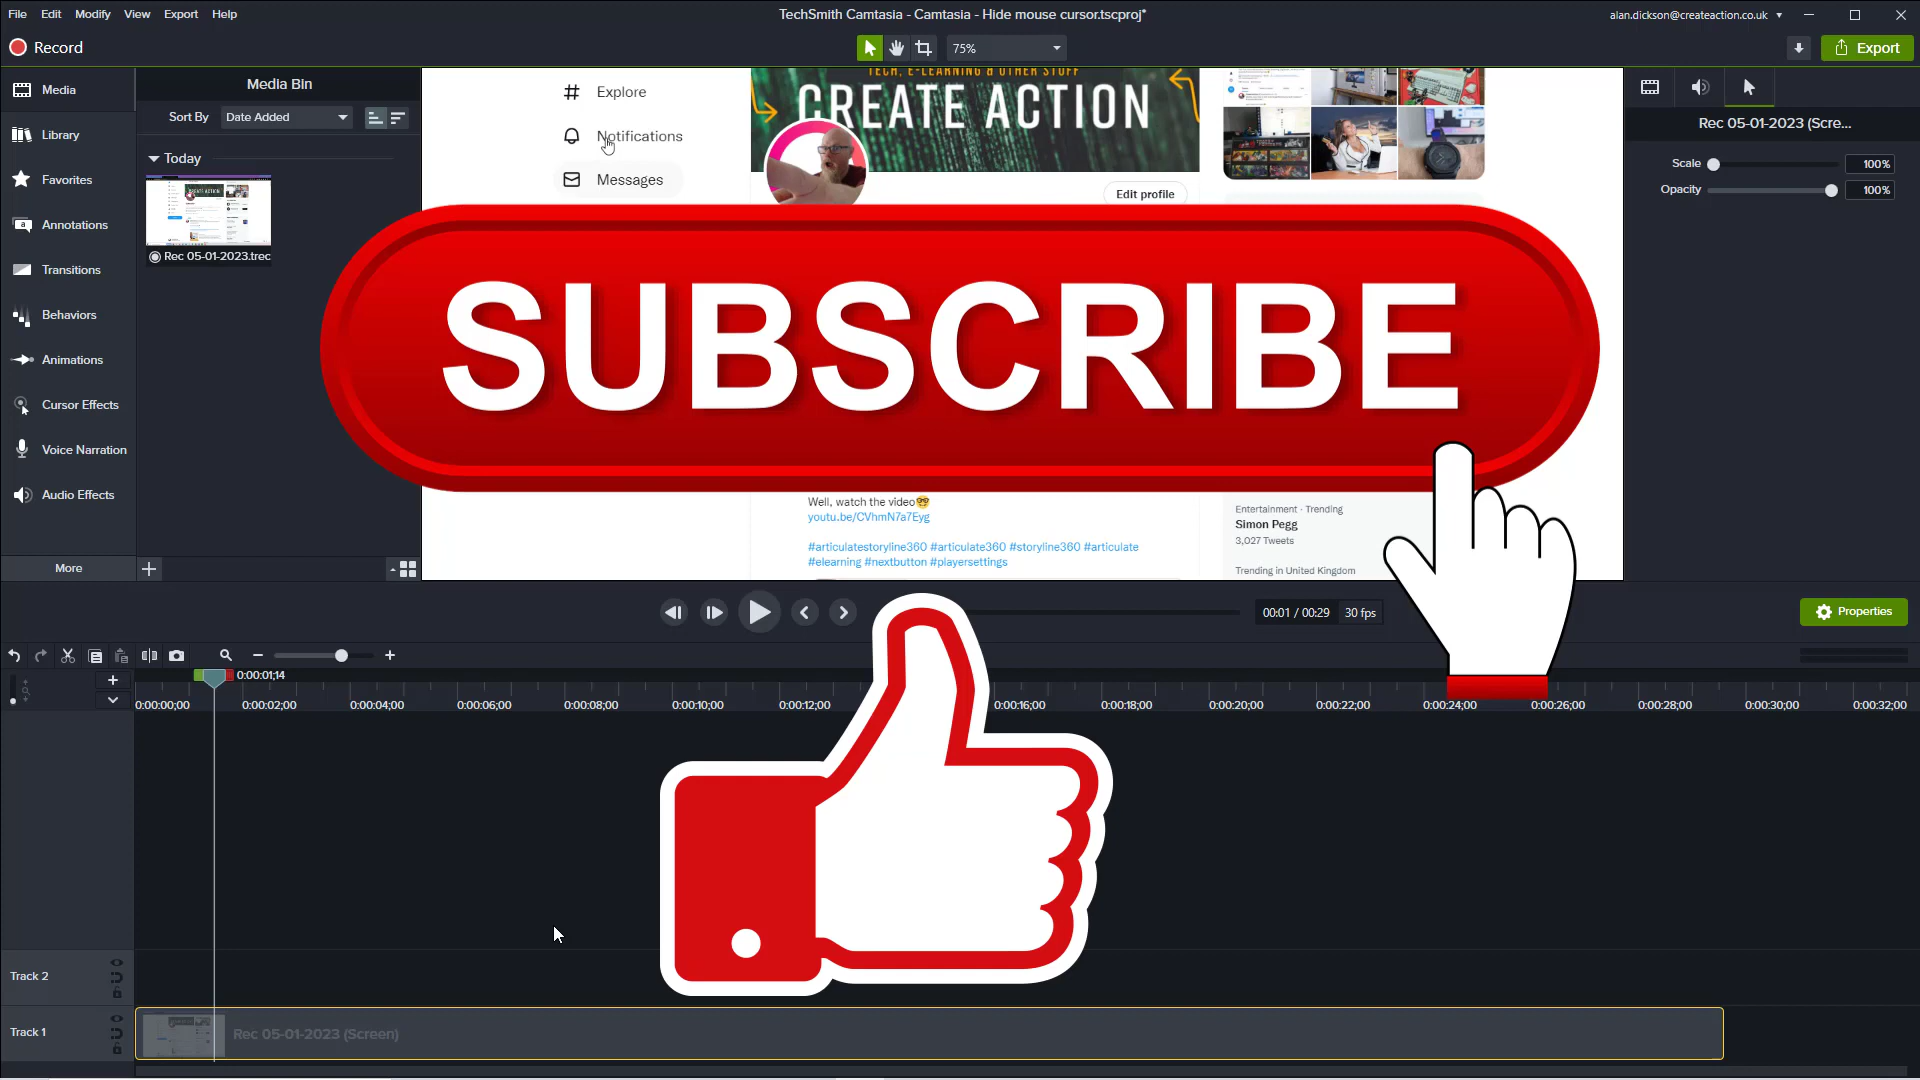 File Edit Modify View Export Help
TechSmith Camtasia - Camtasia - Hide mouse cursor.tscproj*
alan.dickson@createaction.co.uk
Record
75%
Export
Media
Library
Favorites
Annotations
Transitions
Behaviors
Animations
Cursor Effects
Voice Narration
Audio Effects
More
Media Bin
Sort By Date Added
Today
Rec 05-01-2023.trec
Explore
Notifications
Messages
TECH, E-LEARNING & OTHER STUFF
CREATE ACTION
Edit profile
SUBSCRIBE
Well, watch the video
youtu.be/CVhmN7a7Eyg
#articulatestoryline360 #articulate360 #storyline360 #articulate
#elearning #nextbutton #playersettings
Entertainment · Trending
Simon Pegg
3,027 Tweets
Trending in United Kingdom
Rec 05-01-2023 (Scre...
Scale 100%
Opacity 100%
00:01 / 00:29 30 fps
Properties
0:00:01;14
0:00:00;00 0:00:02;00 0:00:04;00 0:00:06;00 0:00:08;00 0:00:10;00 0:00:12;00 0:00:16;00 0:00:18;00 0:00:20;00 0:00:22;00 0:00:24;00 0:00:26;00 0:00:28;00 0:00:30;00 0:00:32;00
Track 2
Track 1
Rec 05-01-2023 (Screen)